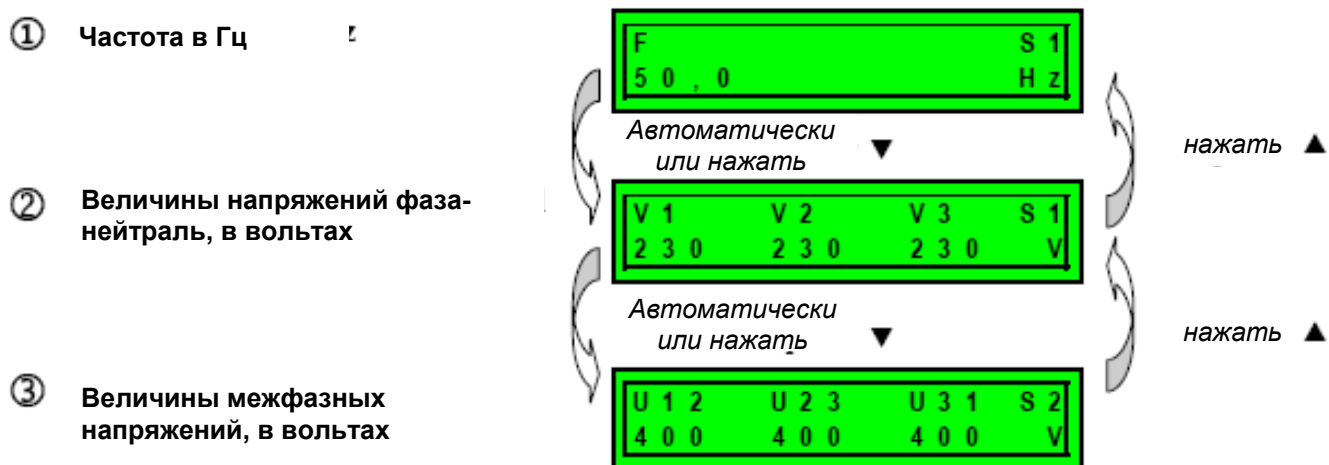 ① Частота в Гц z
F S 1
5 0 , 0 H z
Автоматически
или нажать ▼
нажать ▲
② Величины напряжений фаза-
нейтраль, в вольтах
V 1 V 2 V 3 S 1
2 3 0 2 3 0 2 3 0 V
Автоматически
или нажать ▼
нажать ▲
③ Величины межфазных
напряжений, в вольтах
U 1 2 U 2 3 U 3 1 S 2
4 0 0 4 0 0 4 0 0 V